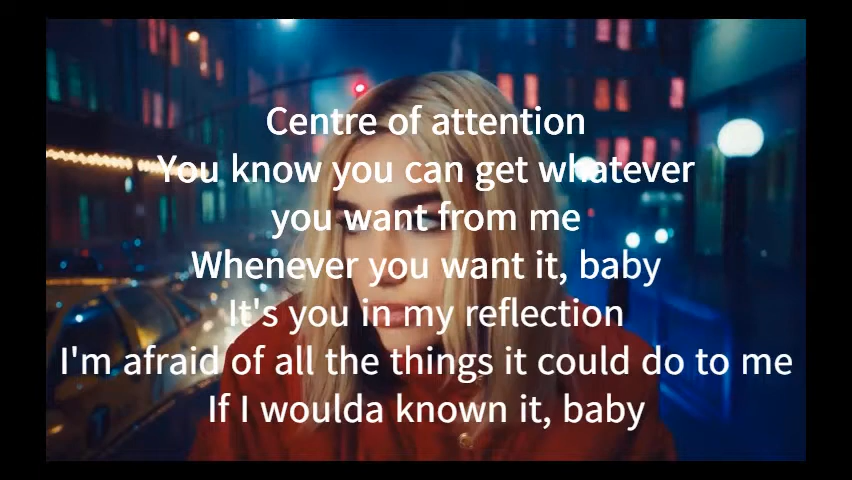 Centre of attention
You know you can get whatever
you want from me
Whenever you want it, baby
It's you in my reflection
I'm afraid of all the things it could do to me
If I woulda known it, baby